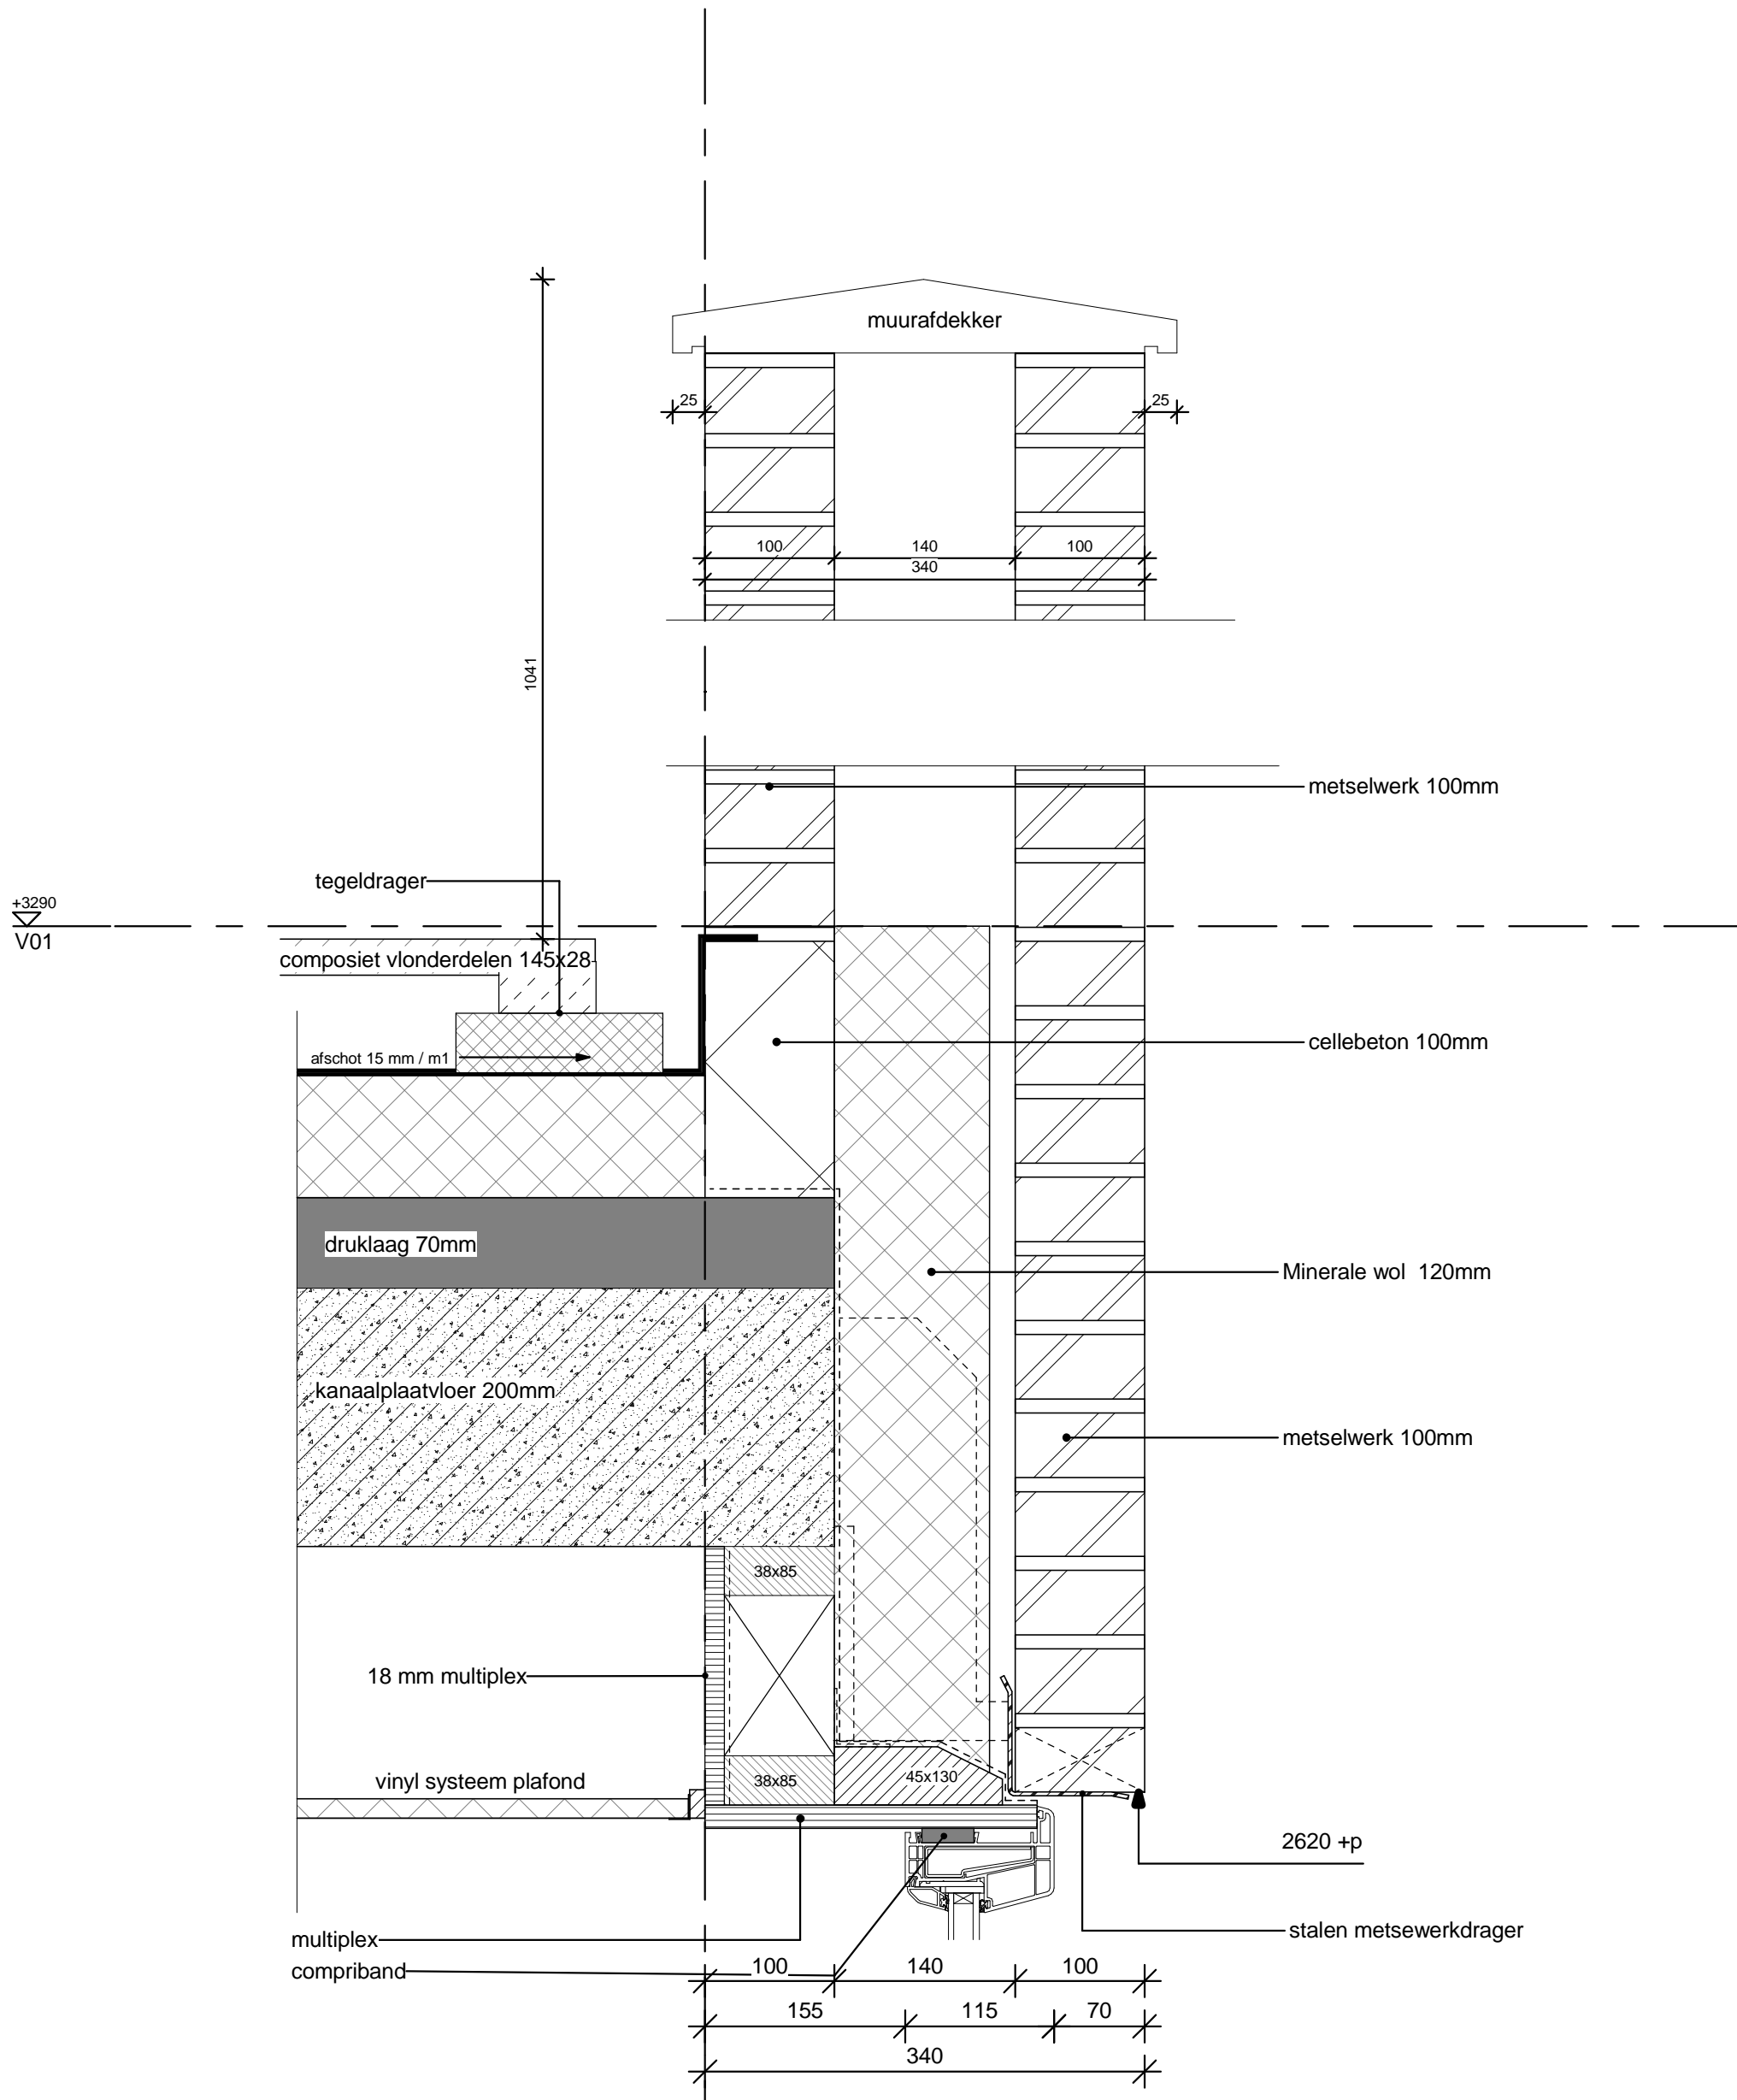 muurafdekker
25
25
100
140
100
340
1041
metselwerk 100mm
tegeldrager
+3290
V01
composiet vlonderdelen 145x28
cellebeton 100mm
afschot 15 mm / m1
druklaag 70mm
Minerale wol 120mm
kanaalplaatvloer 200mm
metselwerk 100mm
38x85
18 mm multiplex
vinyl systeem plafond
38x85
45x130
2620 +p
stalen metsewerkdrager
multiplex
compriband
100
140
100
155
115
70
340